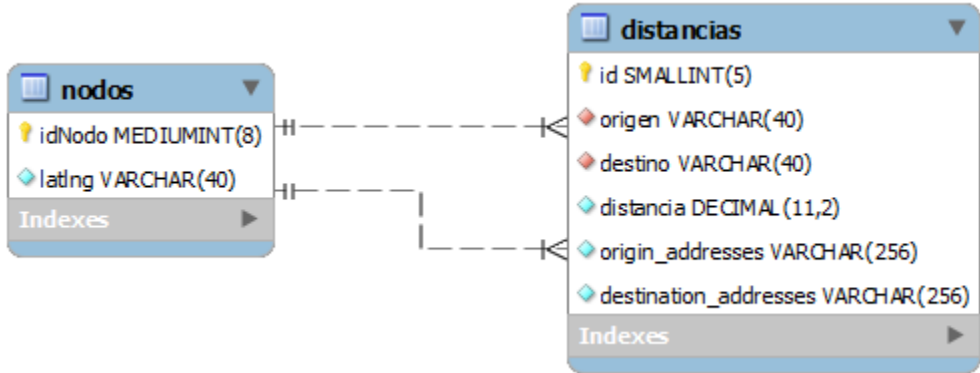 nodos
idNodo MEDIUMINT(8)
latlng VARCHAR(40)
Indexes
distancias
id SMALLINT(5)
origen VARCHAR(40)
destino VARCHAR(40)
distancia DECIMAL(11,2)
origin_addresses VARCHAR(256)
destination_addresses VARCHAR(256)
Indexes